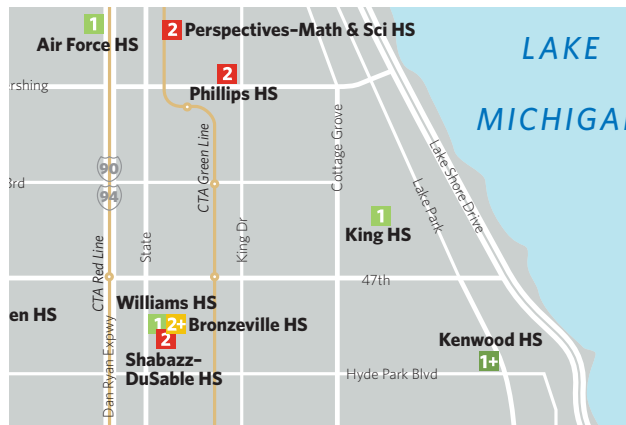 1
Air Force HS
2 Perspectives–Math & Sci HS
LAKE
MICHIGA
2
Phillips HS
ershing
CTA Green Line
Cottage Grove
Lake Shore Drive
Lake Park
90
94
3rd
CTA Red Line
State
King Dr
1
King HS
47th
en HS
Williams HS
1 2+ Bronzeville HS
2
Shabazz–
DuSable HS
Dan Ryan Expwy
Kenwood HS
1+
Hyde Park Blvd